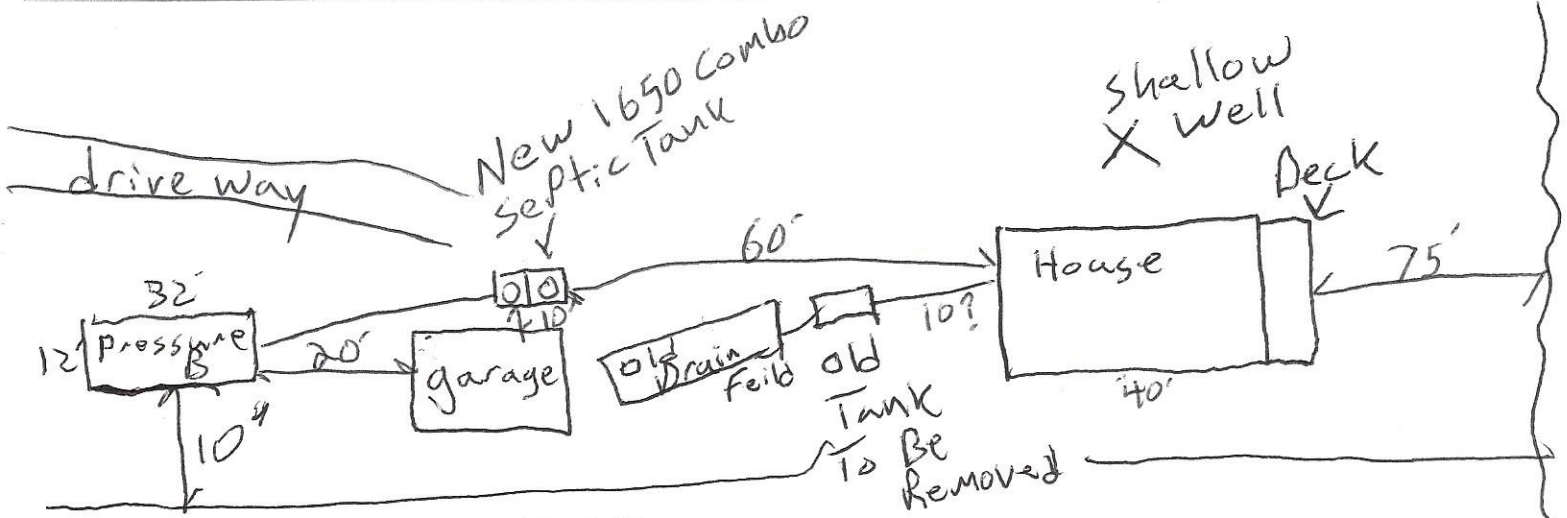 New 1650 Combo
Septic Tank
Shallow
X Well
Deck
drive way
60'
House
75'
32'
12'
Pressure
B
20'
10'
garage
Old
Drain
Feild
10?
Old
Tank
To Be
Removed
40'
10"